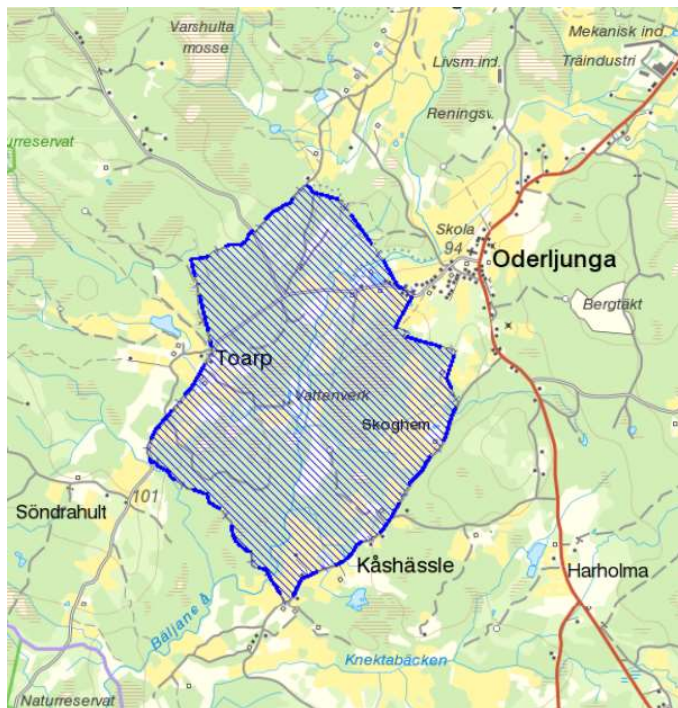 Varshulta
mosse
Mekanisk ind.
Livsm.ind.
Träindustri
Reningsv.
urreservat
Skola
94
Oderljunga
Bergtäkt
Toarp
Vattenverk
Skoghem
101
Söndrahult
Kåshässle
Harholma
Bäljane å
Knektabäcken
Naturreservat